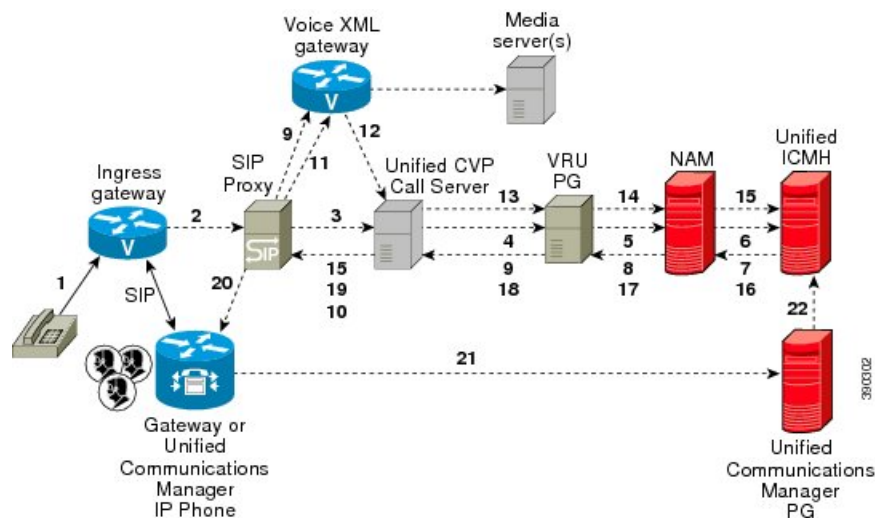 Voice XML
gateway
Media
server(s)
V
9
11
12
Ingress
gateway
SIP
Proxy
Unified CVP
Call Server
VRU
PG
NAM
Unified
ICMH
1
2
V
SIP
3
13
14
15
4
5
6
15
9
8
7
19
18
17
16
10
20
SIP
22
21
390302
Gateway or
Unified
Communications
Manager
IP Phone
Unified
Communications
Manager
PG